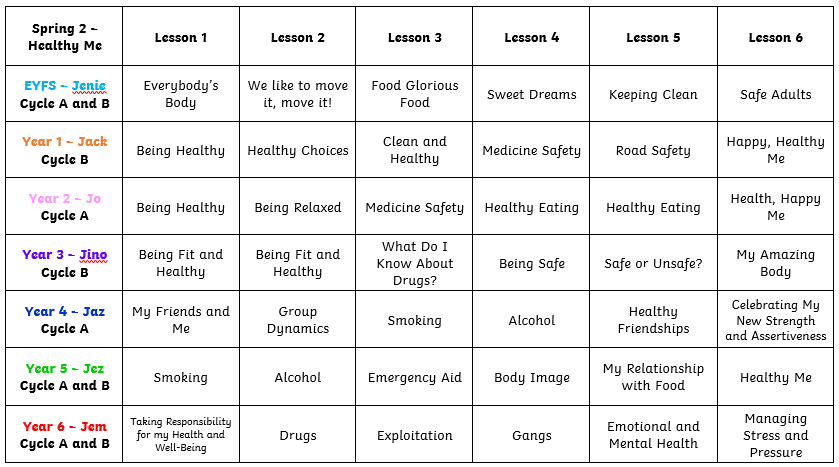 Spring 2 ~
Healthy Me
Lesson 1
Lesson 2
Lesson 3
Lesson 4
Lesson 5
Lesson 6
EYFS ~ Jenie
Cycle A and B
Everybody's
Body
We like to move
it, move it!
Food Glorious
Food
Sweet Dreams
Keeping Clean
Safe Adults
Year 1 ~ Jack
Cycle B
Being Healthy
Healthy Choices
Clean and
Healthy
Medicine Safety
Road Safety
Happy, Healthy
Me
Year 2 ~ Jo
Cycle A
Being Healthy
Being Relaxed
Medicine Safety
Healthy Eating
Healthy Eating
Health, Happy
Me
Year 3 ~ Jino
Cycle B
Being Fit and
Healthy
Being Fit and
Healthy
What Do I
Know About
Drugs?
Being Safe
Safe or Unsafe?
My Amazing
Body
Year 4 ~ Jaz
Cycle A
My Friends and
Me
Group
Dynamics
Smoking
Alcohol
Healthy
Friendships
Celebrating My
New Strength
and Assertiveness
Year 5 ~ Jez
Cycle A and B
Smoking
Alcohol
Emergency Aid
Body Image
My Relationship
with Food
Healthy Me
Year 6 ~ Jem
Cycle A and B
Taking Responsibility
for my Health and
Well-Being
Drugs
Exploitation
Gangs
Emotional and
Mental Health
Managing
Stress and
Pressure